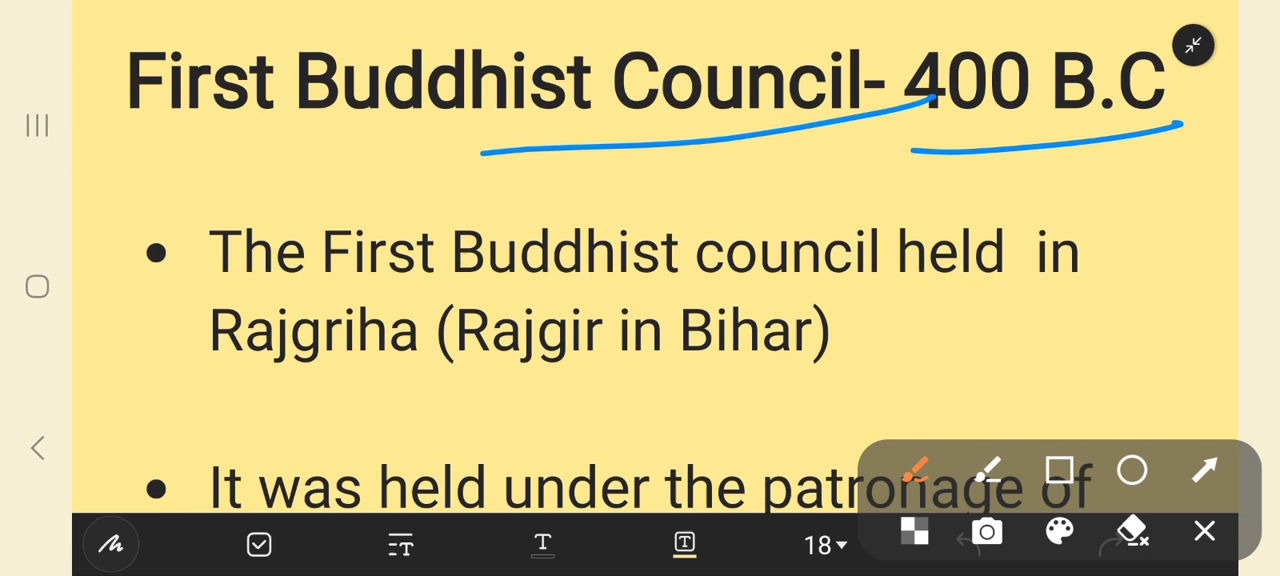 First Buddhist Council- 400 B.C
• The First Buddhist council held in
Rajgriha (Rajgir in Bihar)
• It was held under the patronage of
18